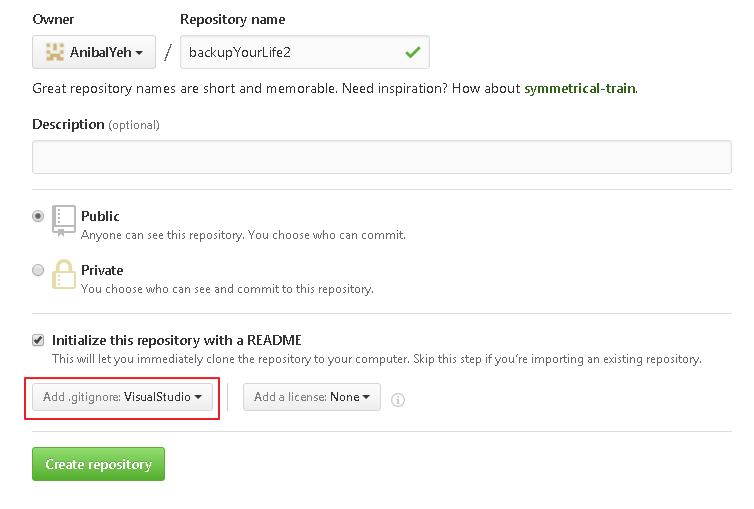 Owner Repository name
AnibalYeh / backupYourLife2
Great repository names are short and memorable. Need inspiration? How about symmetrical-train.
Description (optional)
Public
Anyone can see this repository. You choose who can commit.
Private
You choose who can see and commit to this repository.
Initialize this repository with a README
This will let you immediately clone the repository to your computer. Skip this step if you're importing an existing repository.
Add .gitignore: VisualStudio Add a license: None
Create repository